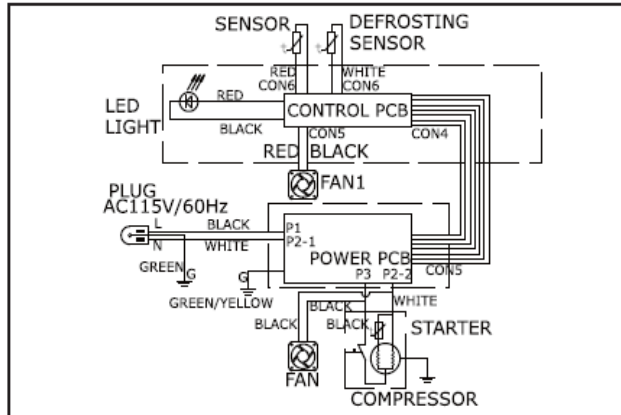 SENSOR
DEFROSTING
SENSOR
RED
WHITE
CON6
CON6
RED
LED
LIGHT
CONTROL PCB
BLACK
CON5
CON4
RED
BLACK
FAN1
PLUG
AC115V/60Hz
L
BLACK
P1
N
WHITE
P2-1
POWER PCB
GREEN
G
G
P3
P2-2
CON5
GREEN/YELLOW
BLACK
WHITE
BLACK
BLACK
STARTER
FAN
COMPRESSOR